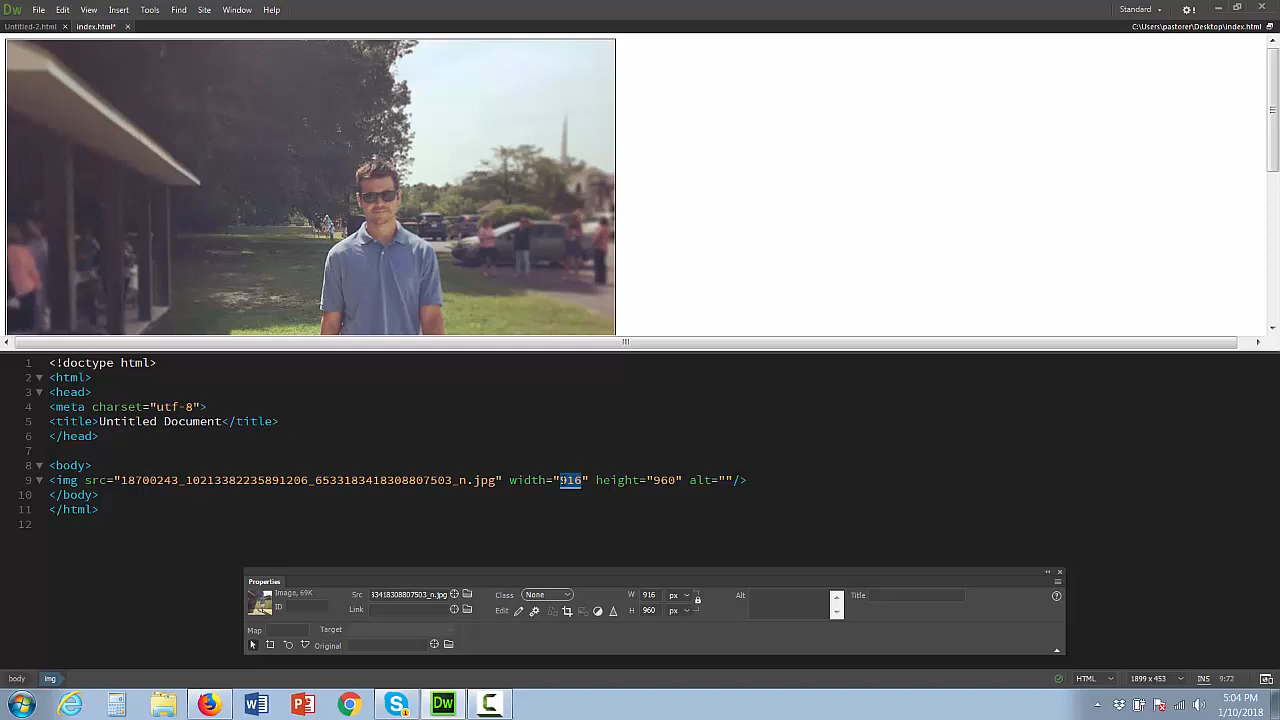 Dw File Edit View Insert Tools Find Site Window Help Standard
Untitled-2.html × index.html* × C:\Users\pastorer\Desktop\index.html
1 <!doctype html>
2 <html>
3 <head>
4 <meta charset="utf-8">
5 <title>Untitled Document</title>
6 </head>
7
8 <body>
9 <img src="18700243_10213382235891206_6533183418308807503_n.jpg" width="916" height="960" alt=""/>
10 </body>
11 </html>
12
Properties
Image, 69K Src 33418308807503_n.jpg Class None W 916 px Alt Title
ID Link Edit H 960 px
Map Target
Original
body img HTML 1899 x 453 INS 9:72
Dw 5:04 PM
1/10/2018